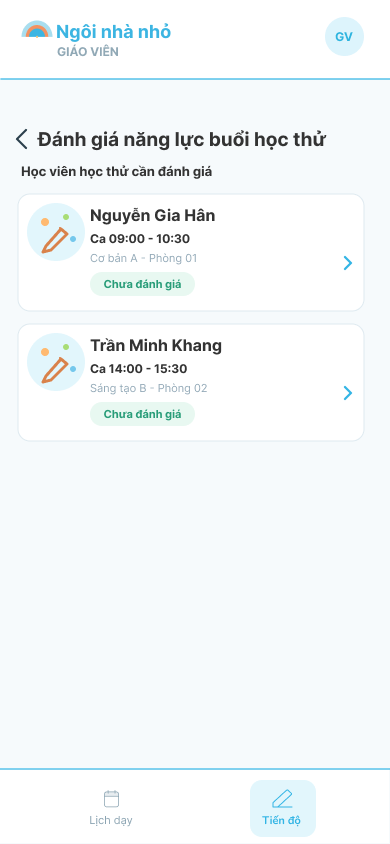 Ngôi nhà nhỏ
GIÁO VIÊN
GV
Đánh giá năng lực buổi học thử
Học viên học thử cần đánh giá
Nguyễn Gia Hân
Ca 09:00 - 10:30
Cơ bản A - Phòng 01
Chưa đánh giá
Trần Minh Khang
Ca 14:00 - 15:30
Sáng tạo B - Phòng 02
Chưa đánh giá
Lịch dạy
Tiến độ